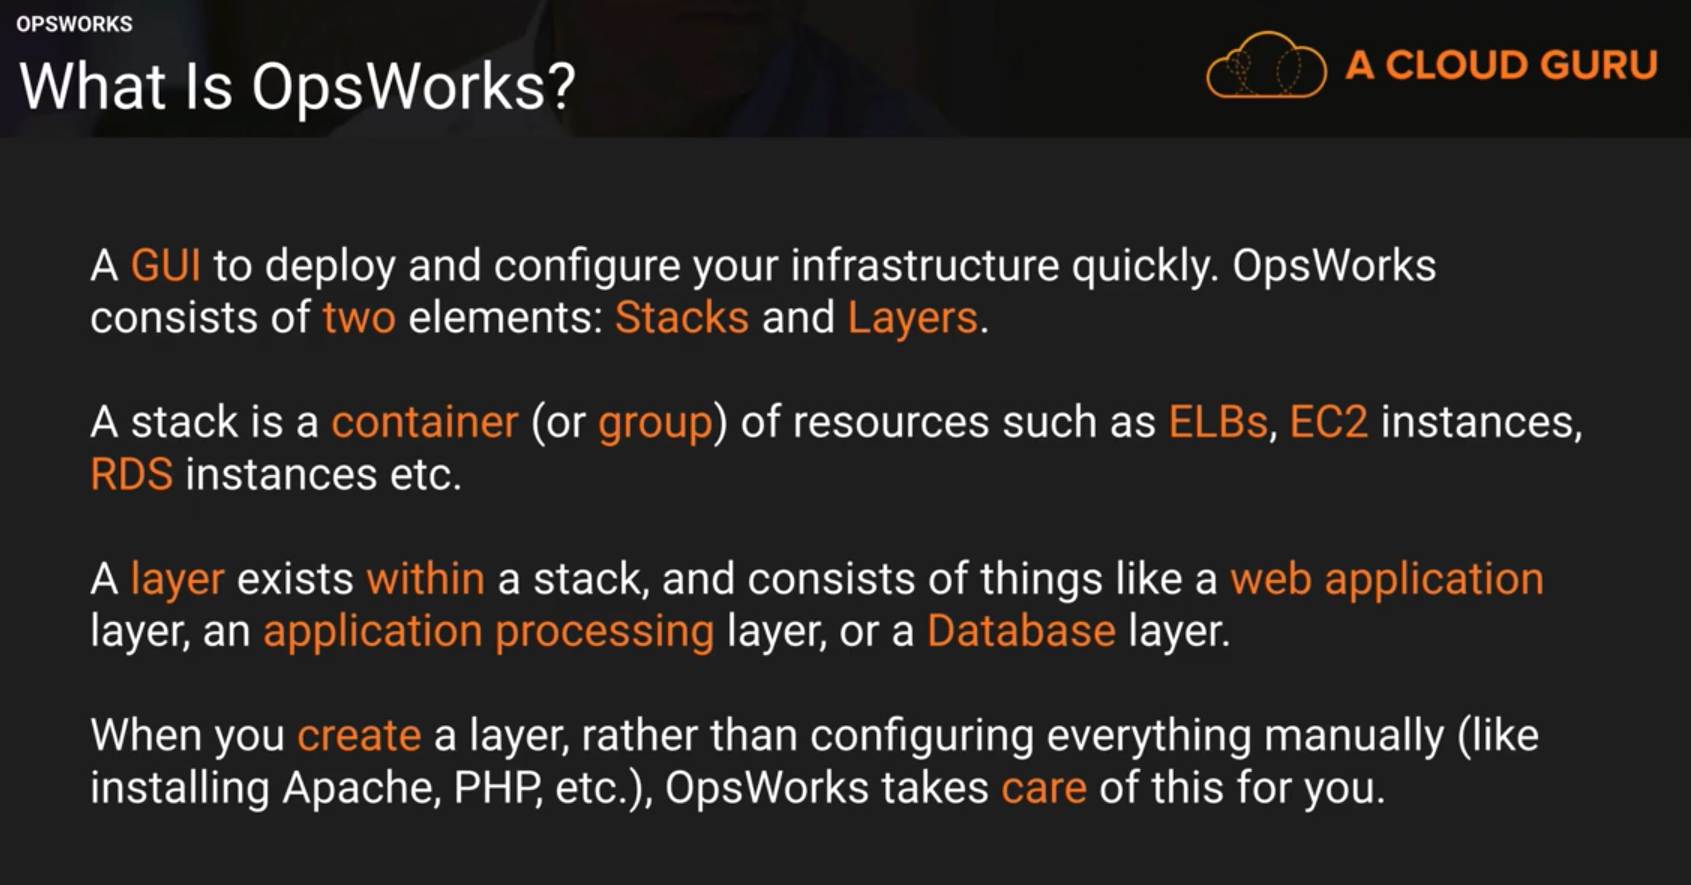 OPSWORKS
What Is OpsWorks?
A CLOUD GURU
A GUI to deploy and configure your infrastructure quickly. OpsWorks
consists of two elements: Stacks and Layers.
A stack is a container (or group) of resources such as ELBs, EC2 instances,
RDS instances etc.
A layer exists within a stack, and consists of things like a web application
layer, an application processing layer, or a Database layer.
When you create a layer, rather than configuring everything manually (like
installing Apache, PHP, etc.), OpsWorks takes care of this for you.